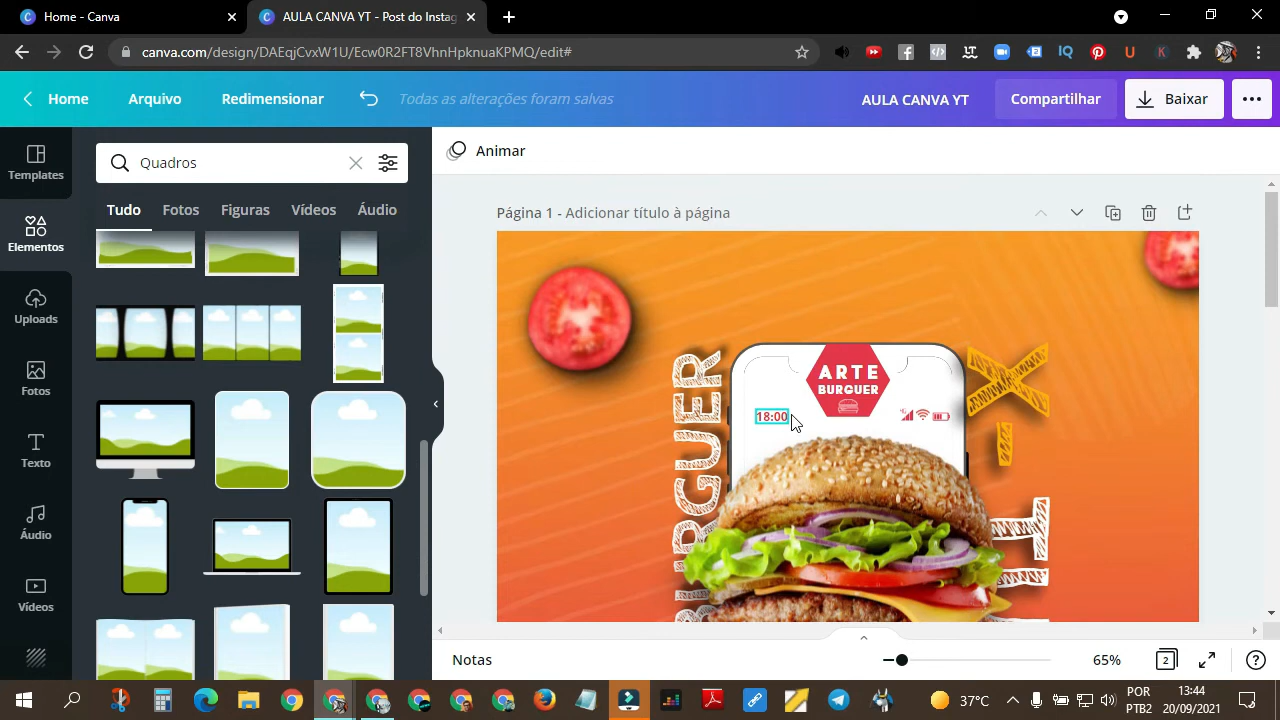 Home - Canva
AULA CANVA YT - Post do Instag
canva.com/design/DAEqjCvxW1U/Ecw0R2FT8VhnHpknuaKPMQ/edit#
Home
Arquivo
Redimensionar
Todas as alterações foram salvas
AULA CANVA YT
Compartilhar
Baixar
Templates
Elementos
Uploads
Fotos
Texto
Áudio
Vídeos
Quadros
Tudo
Fotos
Figuras
Vídeos
Áudio
Animar
Página 1 - Adicionar título à página
ARTE
BURGUER
18:00
4G
BURGUER
X
-
T
Notas
65%
2
37°C
POR
PTB2
13:44
20/09/2021